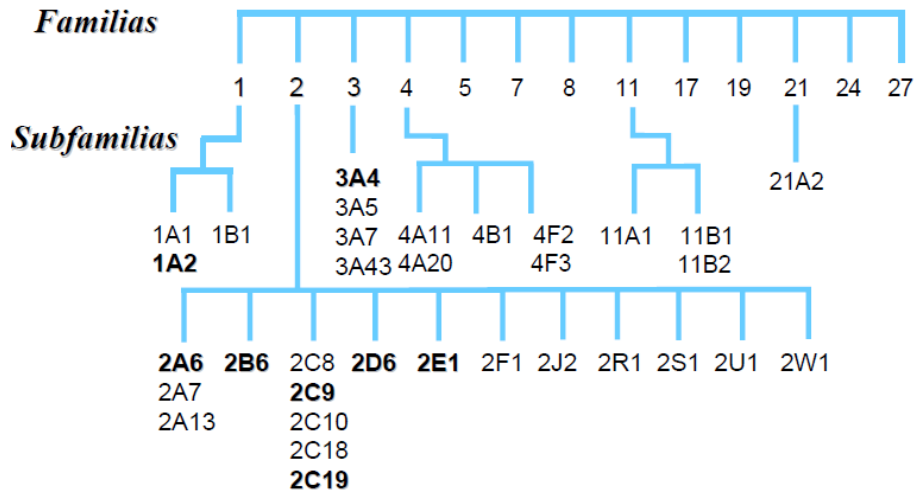 Familias
1 2 3 4 5 7 8 11 17 19 21 24 27
Subfamilias
3A4 21A2
3A5
1A1 1B1 3A7 4A11 4B1 4F2 11A1 11B1
1A2 3A43 4A20 4F3 11B2
2A6 2B6 2C8 2D6 2E1 2F1 2J2 2R1 2S1 2U1 2W1
2A7 2C9
2A13 2C10
2C18
2C19